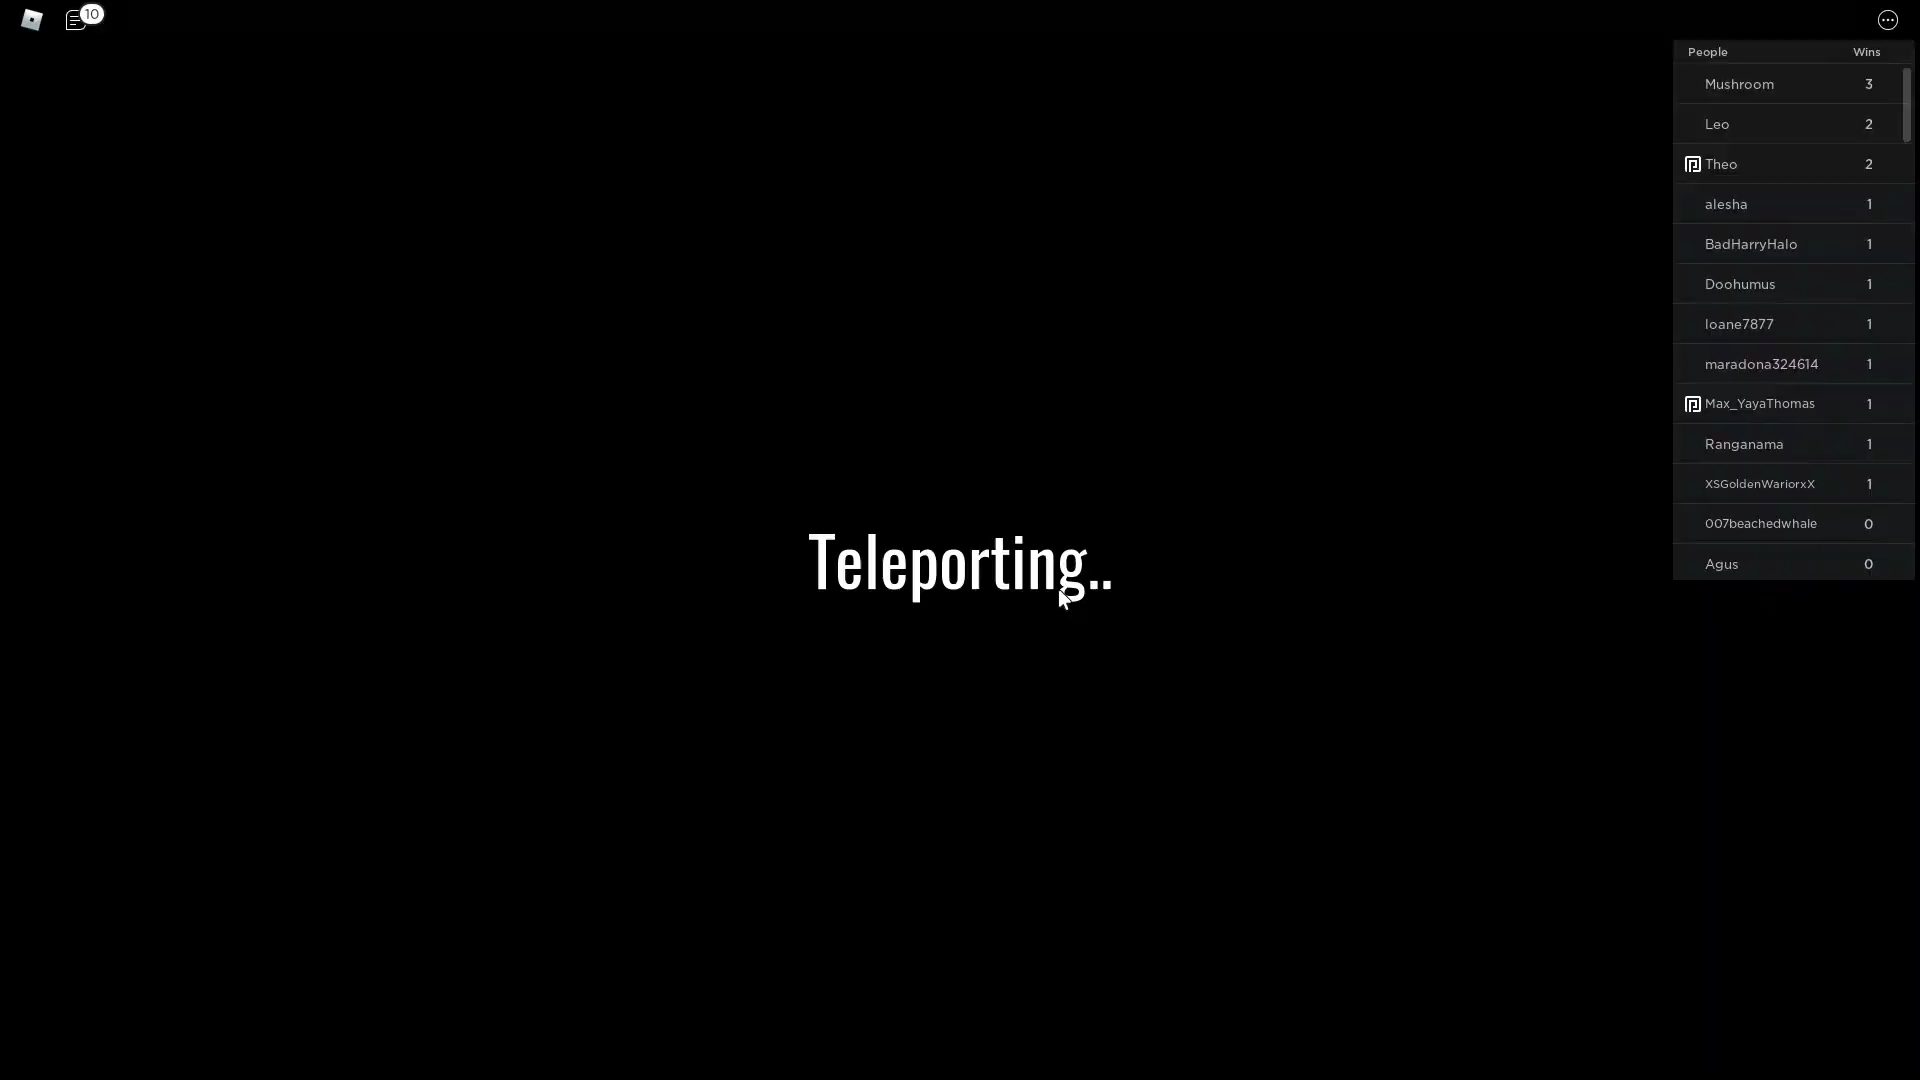 10
People Wins
Mushroom 3
Leo 2
Theo 2
alesha 1
BadHarryHalo 1
Doohumus 1
loane7877 1
maradona324614 1
Max_YayaThomas 1
Ranganama 1
XSGoldenWariorxX 1
007beachedwhale 0
Agus 0
Teleporting..